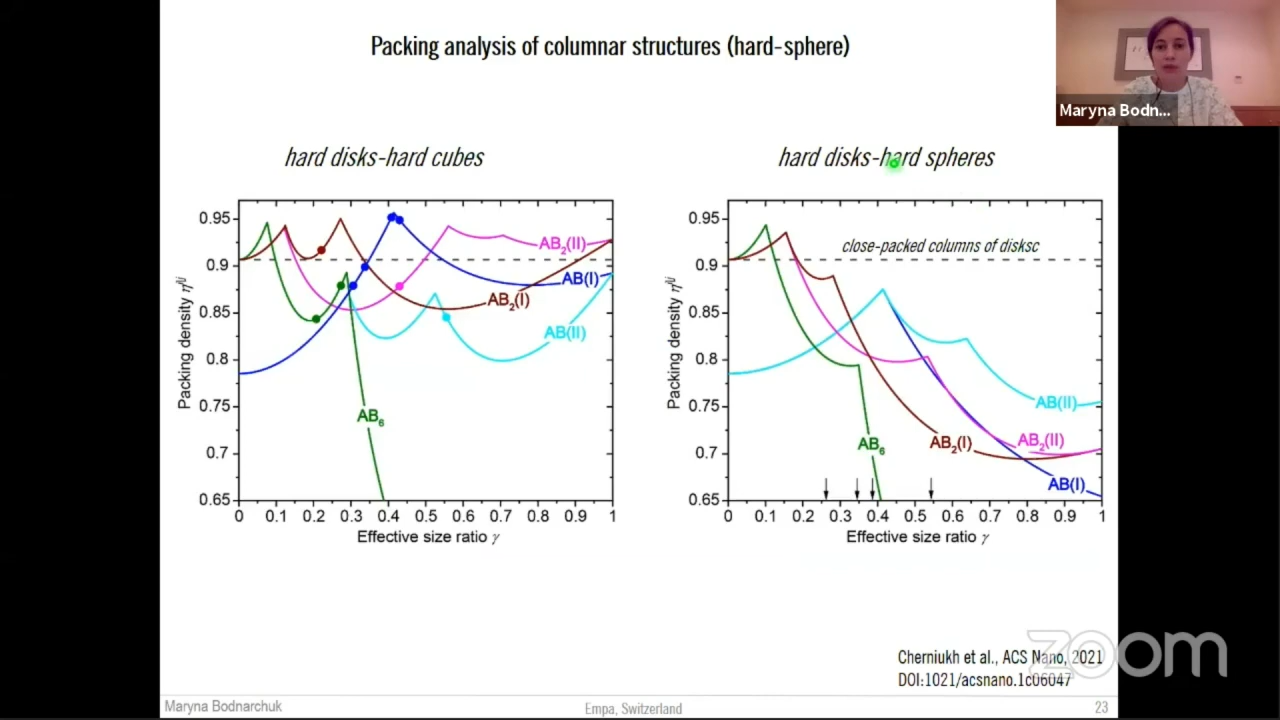 Packing analysis of columnar structures (hard-sphere)
Maryna Bodn...
hard disks-hard cubes
hard disks-hard spheres
0.95
0.9
0.85
0.8
0.75
0.7
0.65
Packing density η
AB₂(II)
AB(I)
AB₂(I)
AB(II)
AB₆
0 0.1 0.2 0.3 0.4 0.5 0.6 0.7 0.8 0.9 1
Effective size ratio γ
0.95
0.9
0.85
0.8
0.75
0.7
0.65
Packing density η
close-packed columns of disksc
AB(II)
AB₂(II)
AB₂(I)
AB₆
AB(I)
0 0.1 0.2 0.3 0.4 0.5 0.6 0.7 0.8 0.9 1
Effective size ratio γ
Cherniukh et al., ACS Nano, 2021
DOI:1021/acsnano.1c06047
zoom
Maryna Bodnarchuk
Empa, Switzerland
23